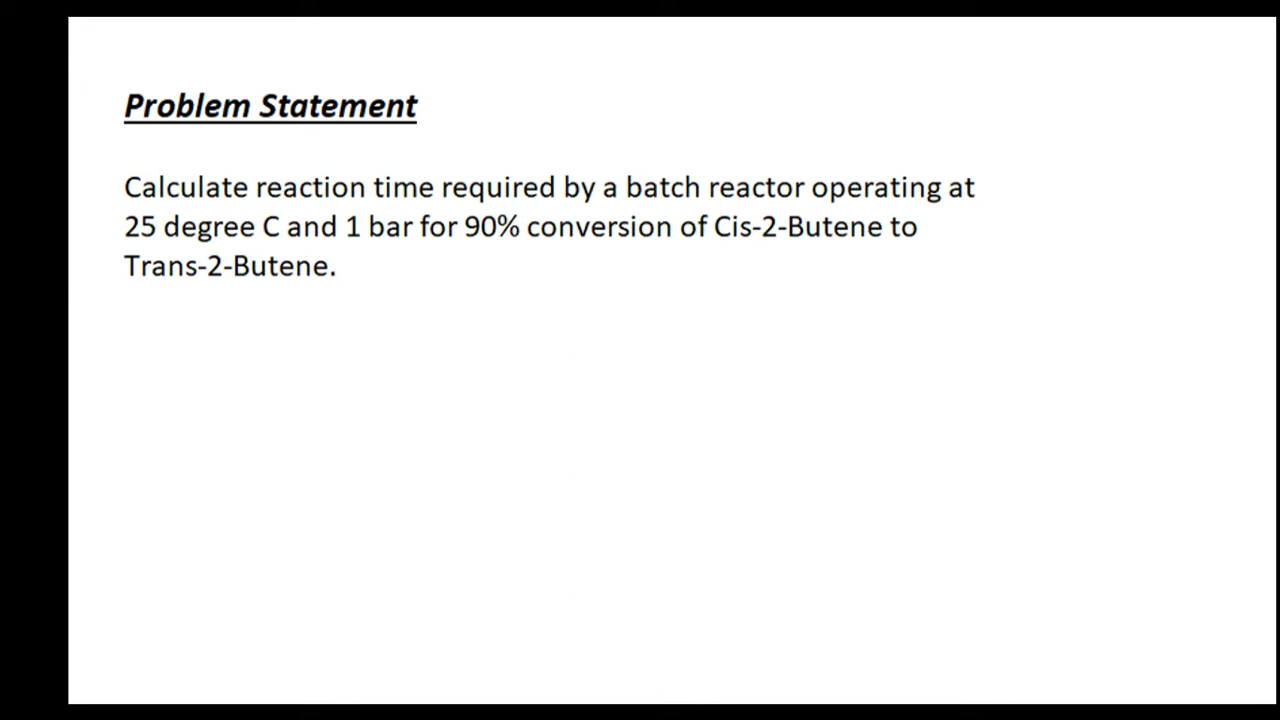 Problem Statement
Calculate reaction time required by a batch reactor operating at
25 degree C and 1 bar for 90% conversion of Cis-2-Butene to
Trans-2-Butene.